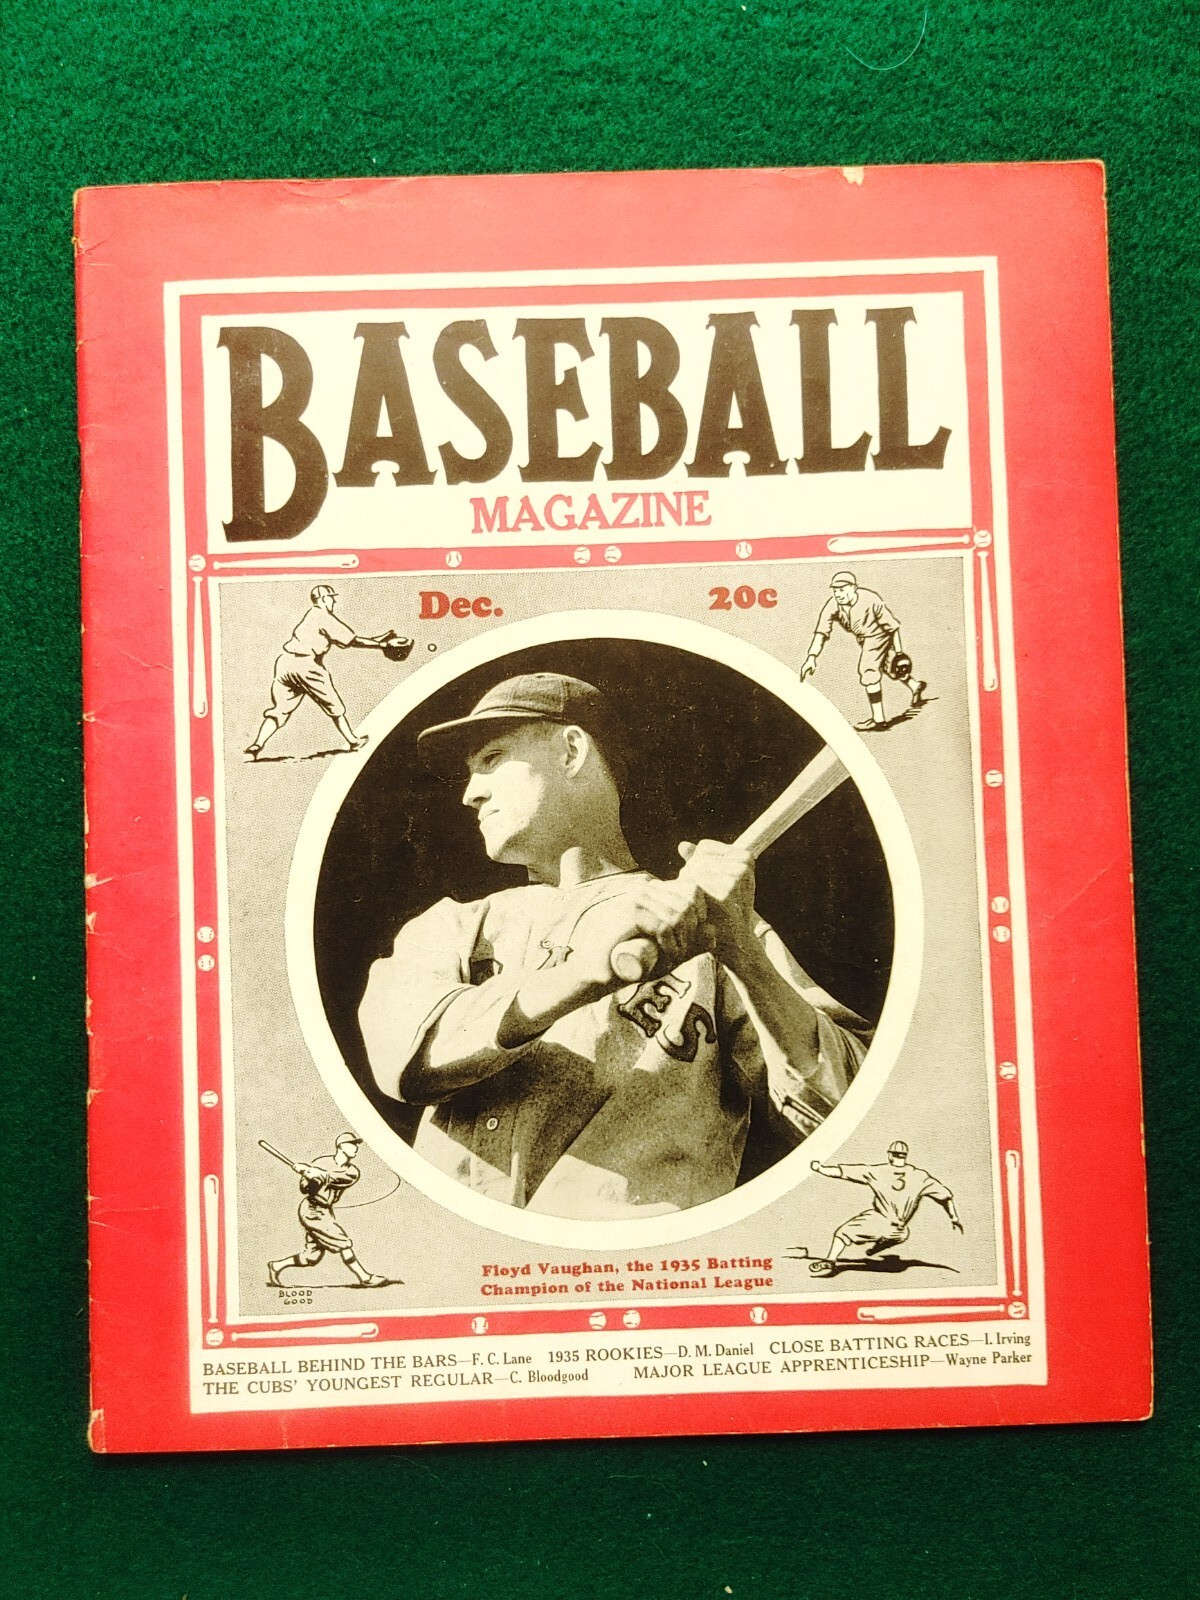 BASEBALL
MAGAZINE
Dec.
20c
ES
3
BLOOD
GOOD
Floyd Vaughan, the 1935 Batting
Champion of the National League
BASEBALL BEHIND THE BARS—F. C. Lane 1935 ROOKIES—D. M. Daniel CLOSE BATTING RACES—I. Irving
THE CUBS' YOUNGEST REGULAR—C. Bloodgood MAJOR LEAGUE APPRENTICESHIP—Wayne Parker